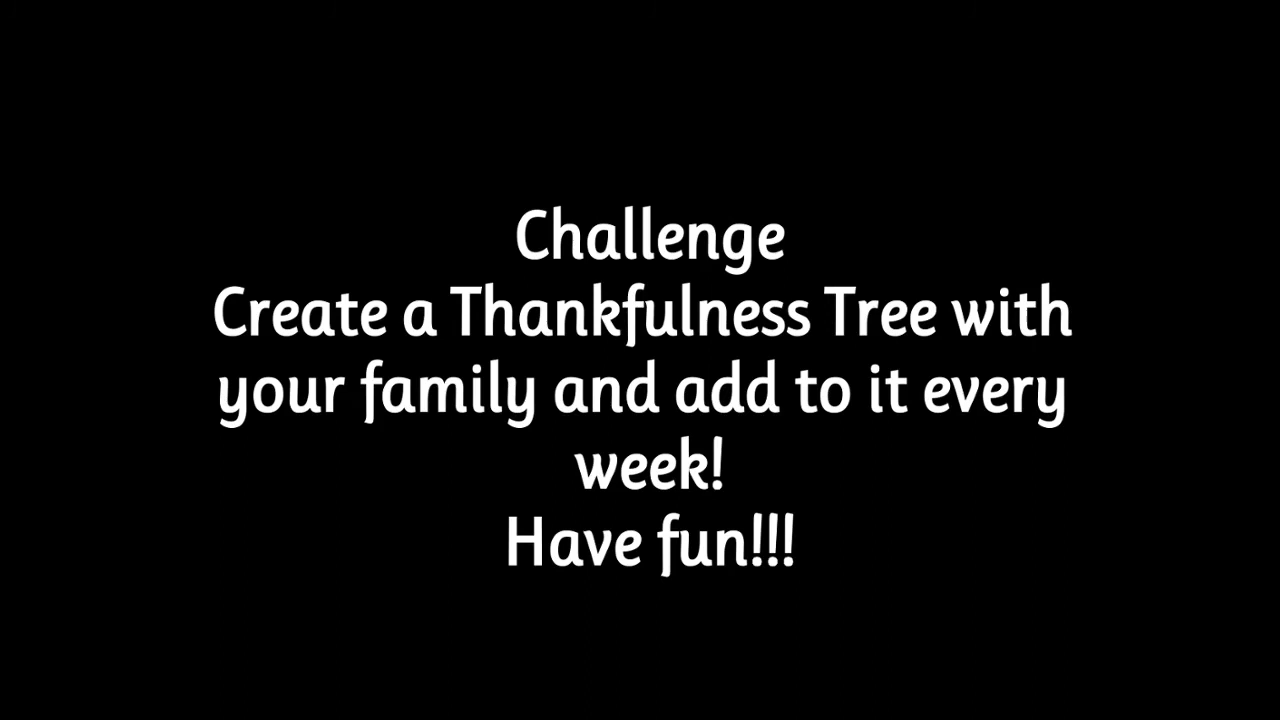 Challenge
Create a Thankfulness Tree with
your family and add to it every
week!
Have fun!!!